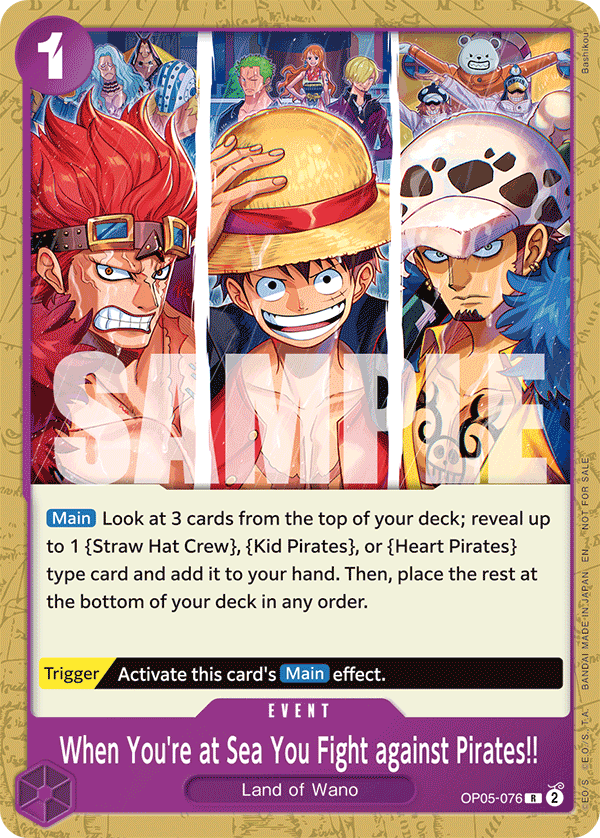 1
Bashikou
SAMPLE
Main Look at 3 cards from the top of your deck; reveal up
to 1 {Straw Hat Crew}, {Kid Pirates}, or {Heart Pirates}
type card and add it to your hand. Then, place the rest at
the bottom of your deck in any order.
Trigger Activate this card's Main effect.
EVENT
When You're at Sea You Fight against Pirates!!
Land of Wano
OP05-076 R 2
BANDAI MADE IN JAPAN EN NOT FOR SALE